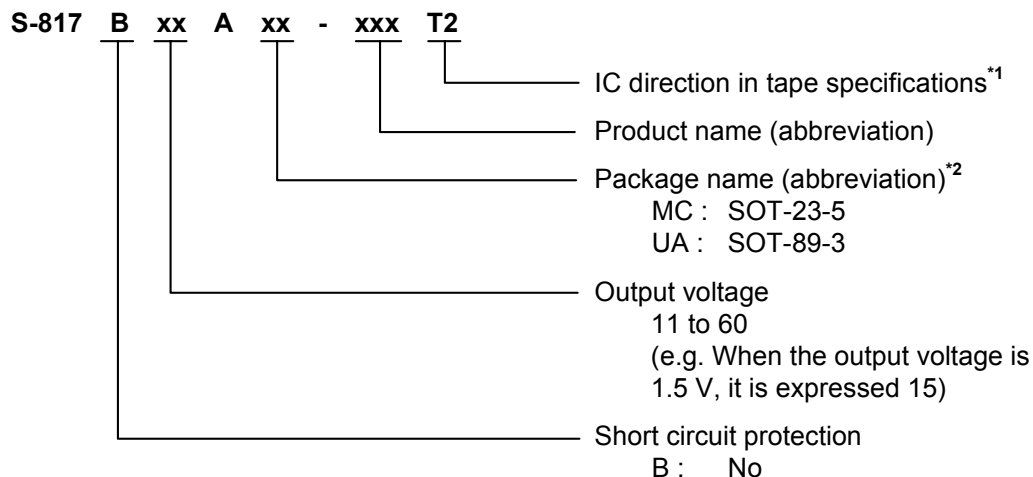 S-817 B xx A xx - xxx T2
IC direction in tape specifications*1
Product name (abbreviation)
Package name (abbreviation)*2
MC : SOT-23-5
UA : SOT-89-3
Output voltage
11 to 60
(e.g. When the output voltage is
1.5 V, it is expressed 15)
Short circuit protection
B : No